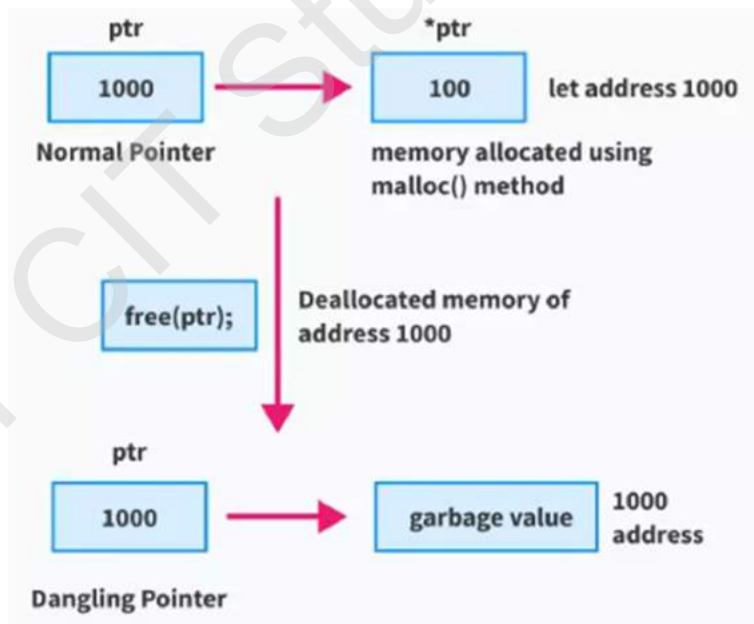 ptr
*ptr
1000
100
let address 1000
Normal Pointer
memory allocated using
malloc() method
free(ptr);
Deallocated memory of
address 1000
ptr
1000
garbage value
1000
address
Dangling Pointer
CIT